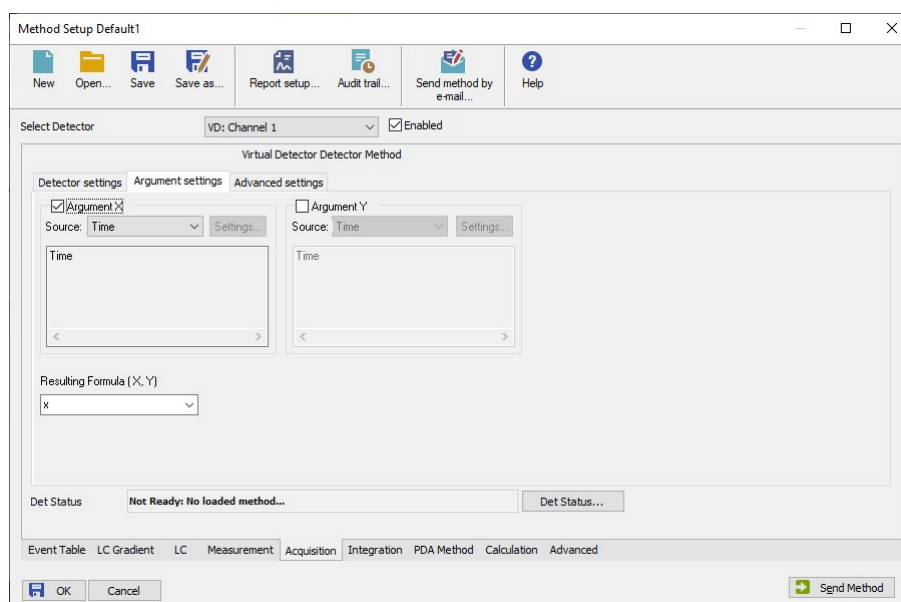 Method Setup Default1
New Open... Save Save as... Report setup... Audit trail... Send method by e-mail... Help
Select Detector VD: Channel 1 Enabled
Virtual Detector Detector Method
Detector settings Argument settings Advanced settings
Argument X Argument Y
Source: Time Settings... Source: Time Settings...
Time Time
Resulting Formula (X, Y)
x
Det Status Not Ready: No loaded method... Det Status...
Event Table LC Gradient LC Measurement Acquisition Integration PDA Method Calculation Advanced
OK Cancel Send Method